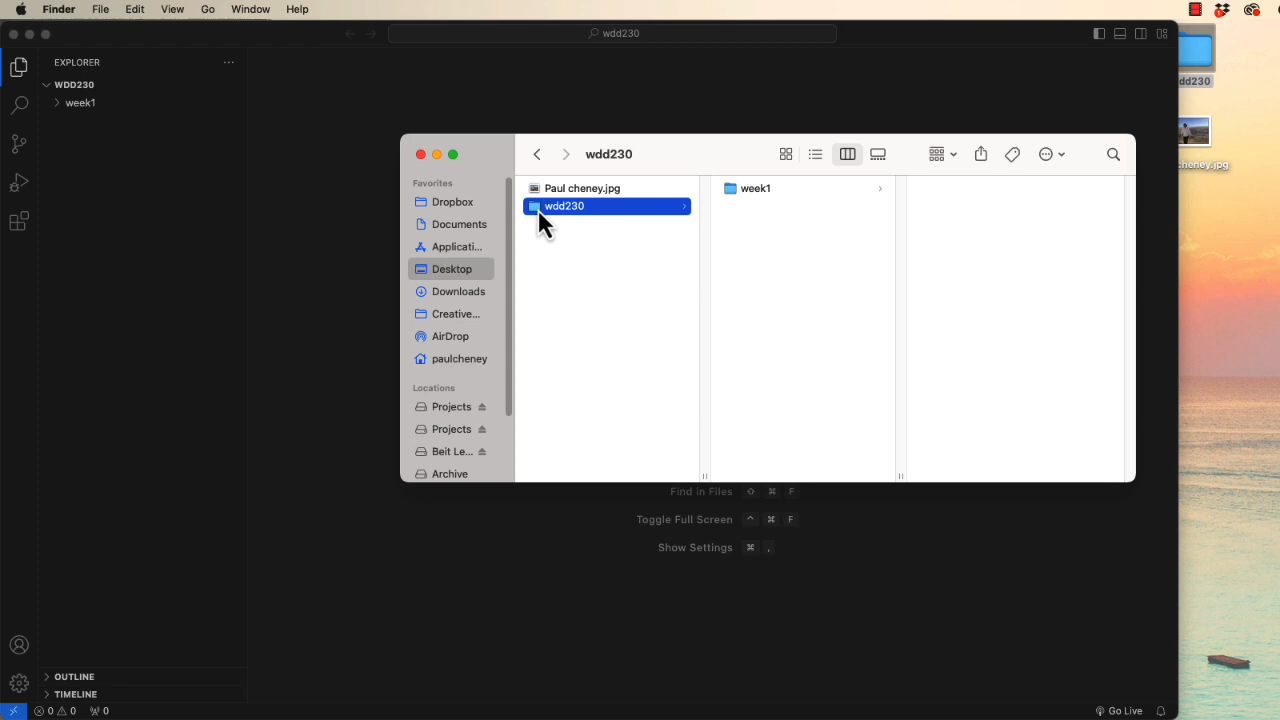 Finder File Edit View Go Window Help
wdd230
EXPLORER
WDD230
week1
OUTLINE
TIMELINE
0 0 0
Go Live
wdd230
Favorites
Dropbox
Documents
Applicati...
Desktop
Downloads
Creative...
AirDrop
paulcheney
Locations
Projects
Projects
Beit Le...
Archive
Paul cheney.jpg
wdd230
week1
Find in Files ⇧ ⌘ F
Toggle Full Screen ^ ⌘ F
Show Settings ⌘ ,
dd230
cheney.jpg